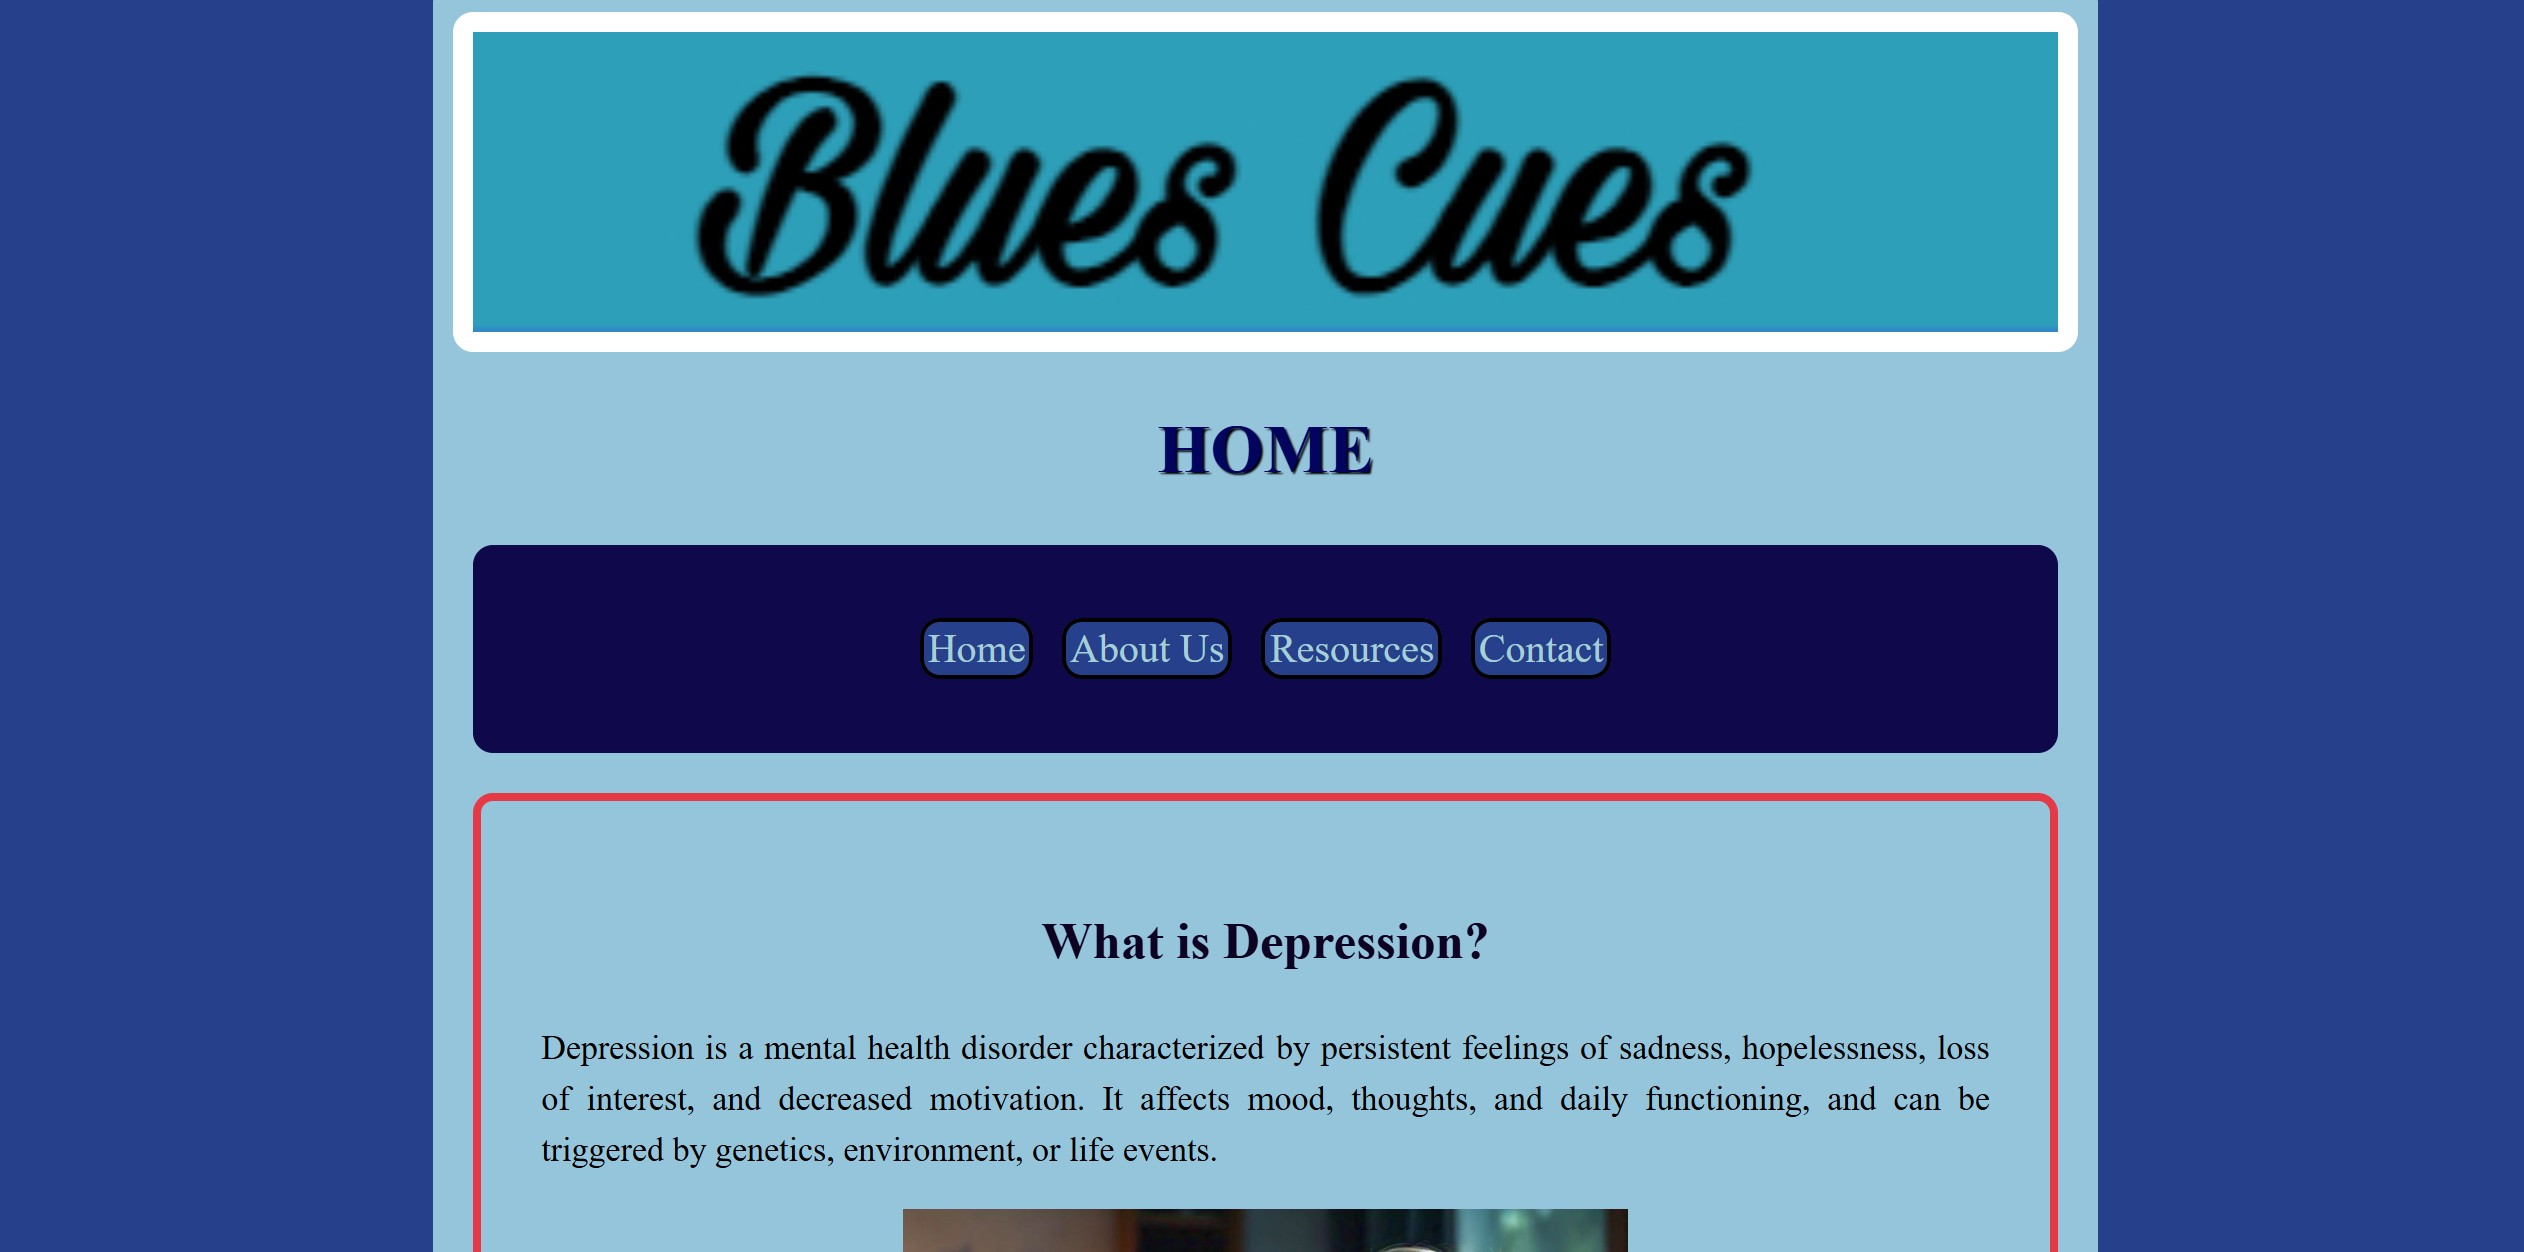 Blues Cues
HOME
Home About Us Resources Contact
What is Depression?
Depression is a mental health disorder characterized by persistent feelings of sadness, hopelessness, loss
of interest, and decreased motivation. It affects mood, thoughts, and daily functioning, and can be
triggered by genetics, environment, or life events.